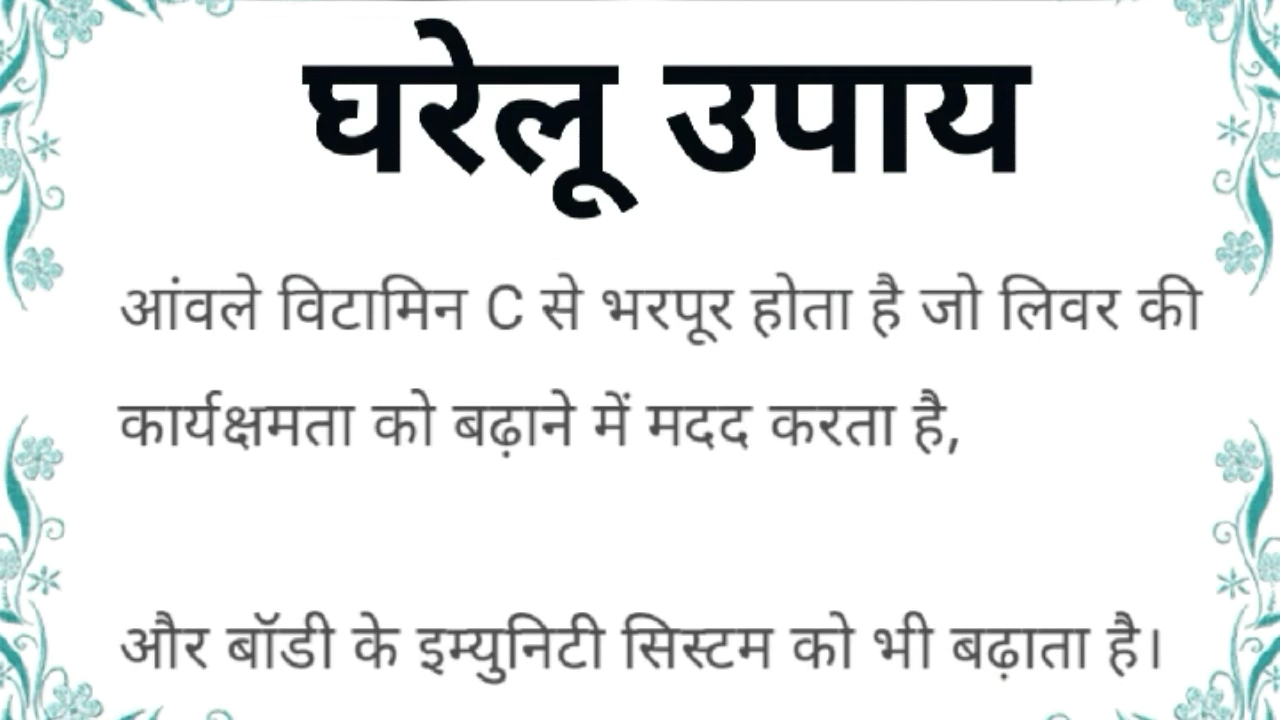 घरेलू उपाय
आंवले विटामिन C से भरपूर होता है जो लिवर की
कार्यक्षमता को बढ़ाने में मदद करता है,
और बॉडी के इम्युनिटी सिस्टम को भी बढ़ाता है।